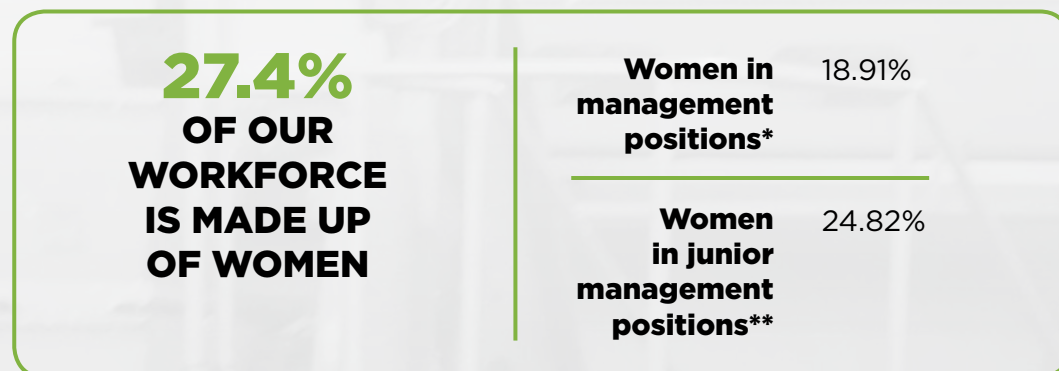 27.4%
OF OUR
WORKFORCE
IS MADE UP
OF WOMEN
Women in
management
positions*
18.91%
Women
in junior
management
positions**
24.82%